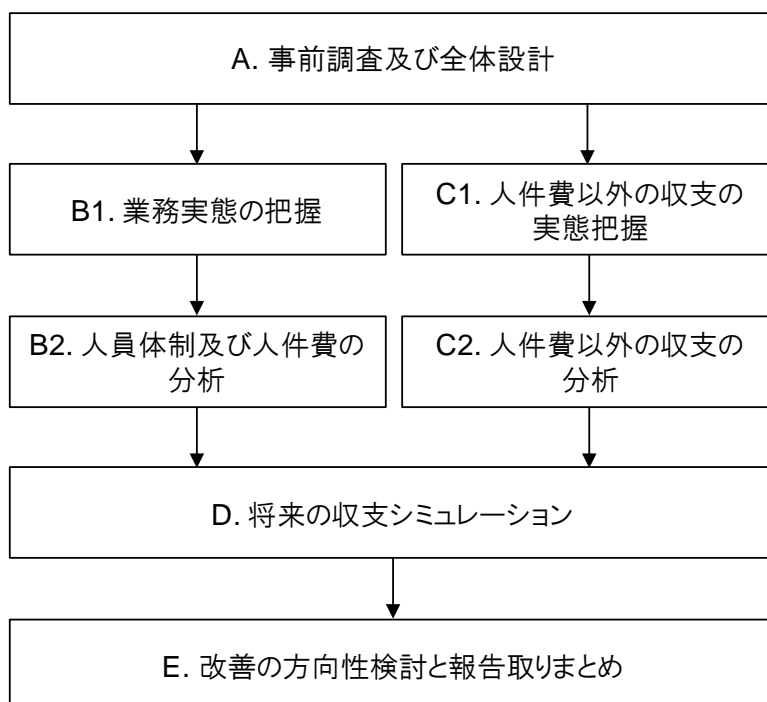 A. 事前調査及び全体設計
B1. 業務実態の把握
C1. 人件費以外の収支の
実態把握
B2. 人員体制及び人件費の
分析
C2. 人件費以外の収支の
分析
D. 将来の収支シミュレーション
E. 改善の方向性検討と報告取りまとめ